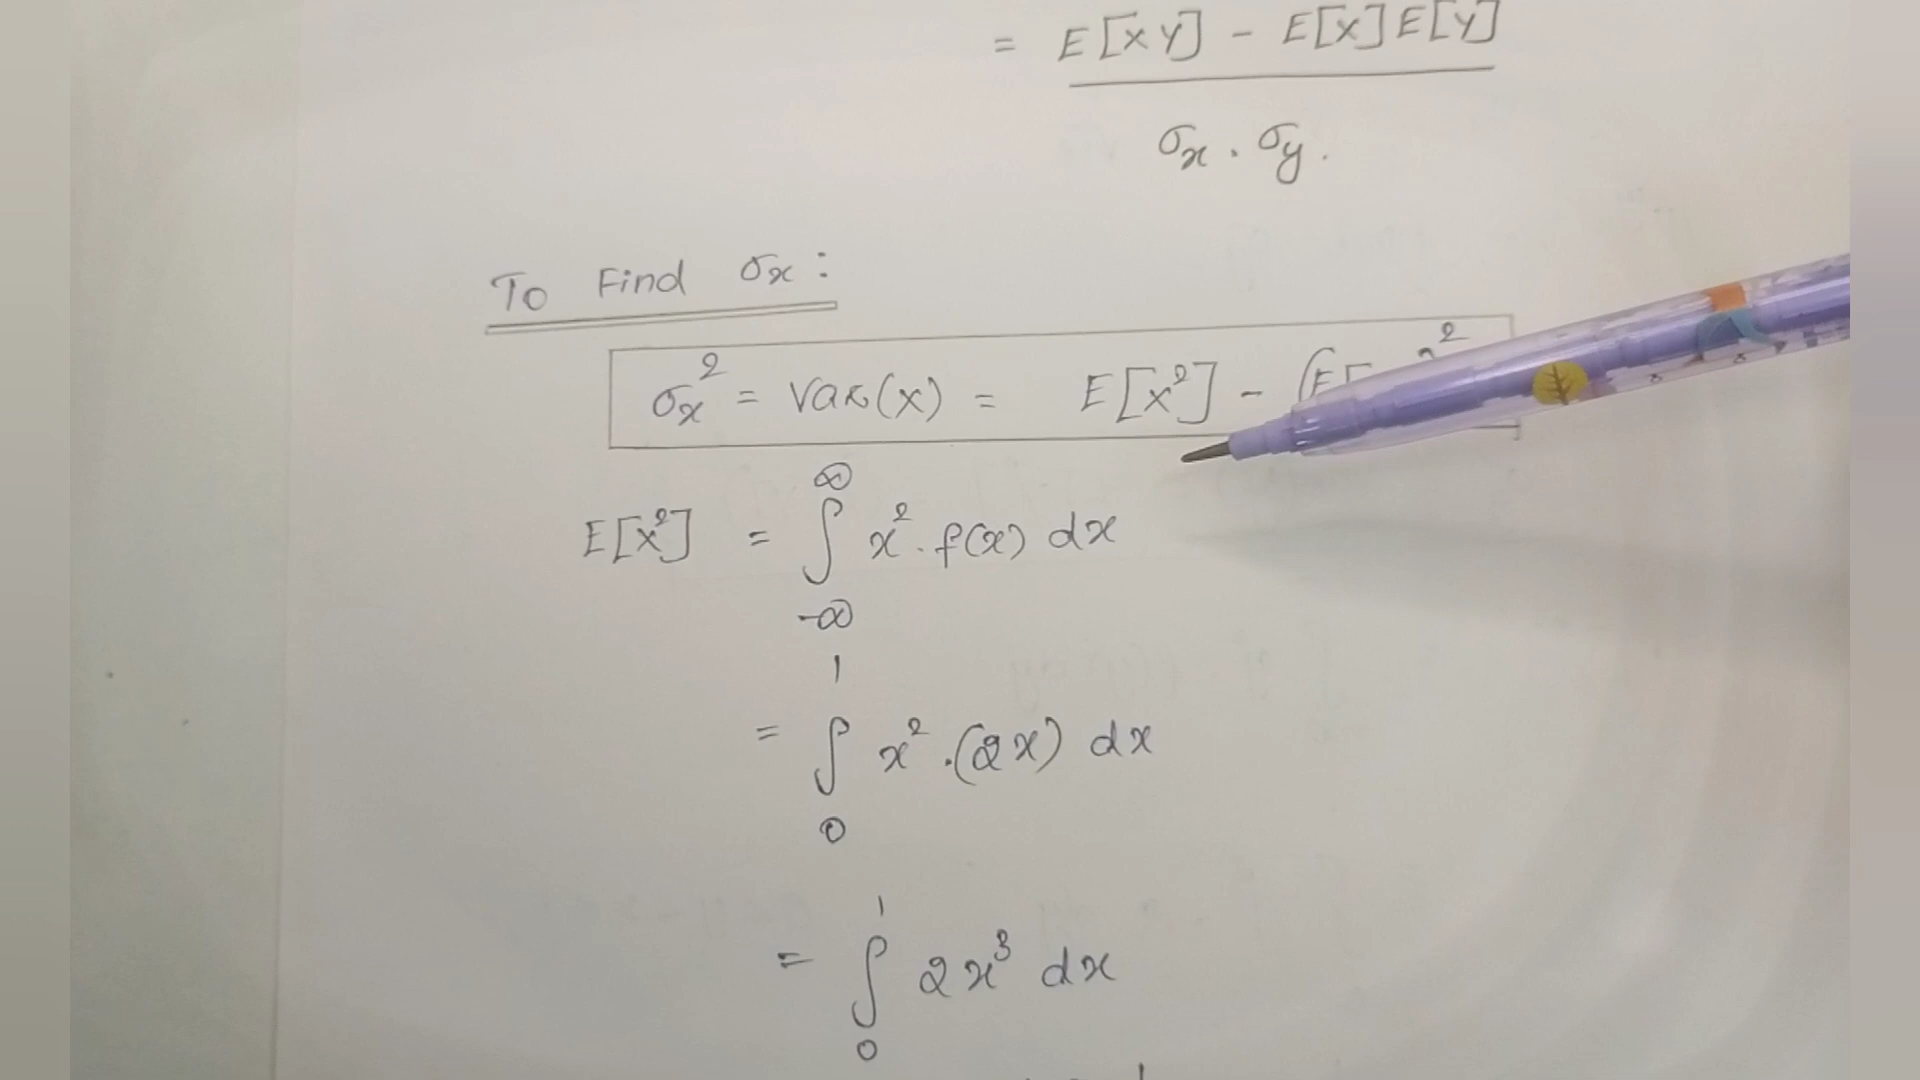 = E[XY] - E[X]E[Y]
σx . σy.
To Find σx :
σx² = Var(x) = E[X²] - (E[
E[X²] = ∫_{-∞}^{∞} x² . f(x) dx
= ∫_{0}^{1} x² .(2x) dx
= ∫_{0}^{1} 2x³ dx